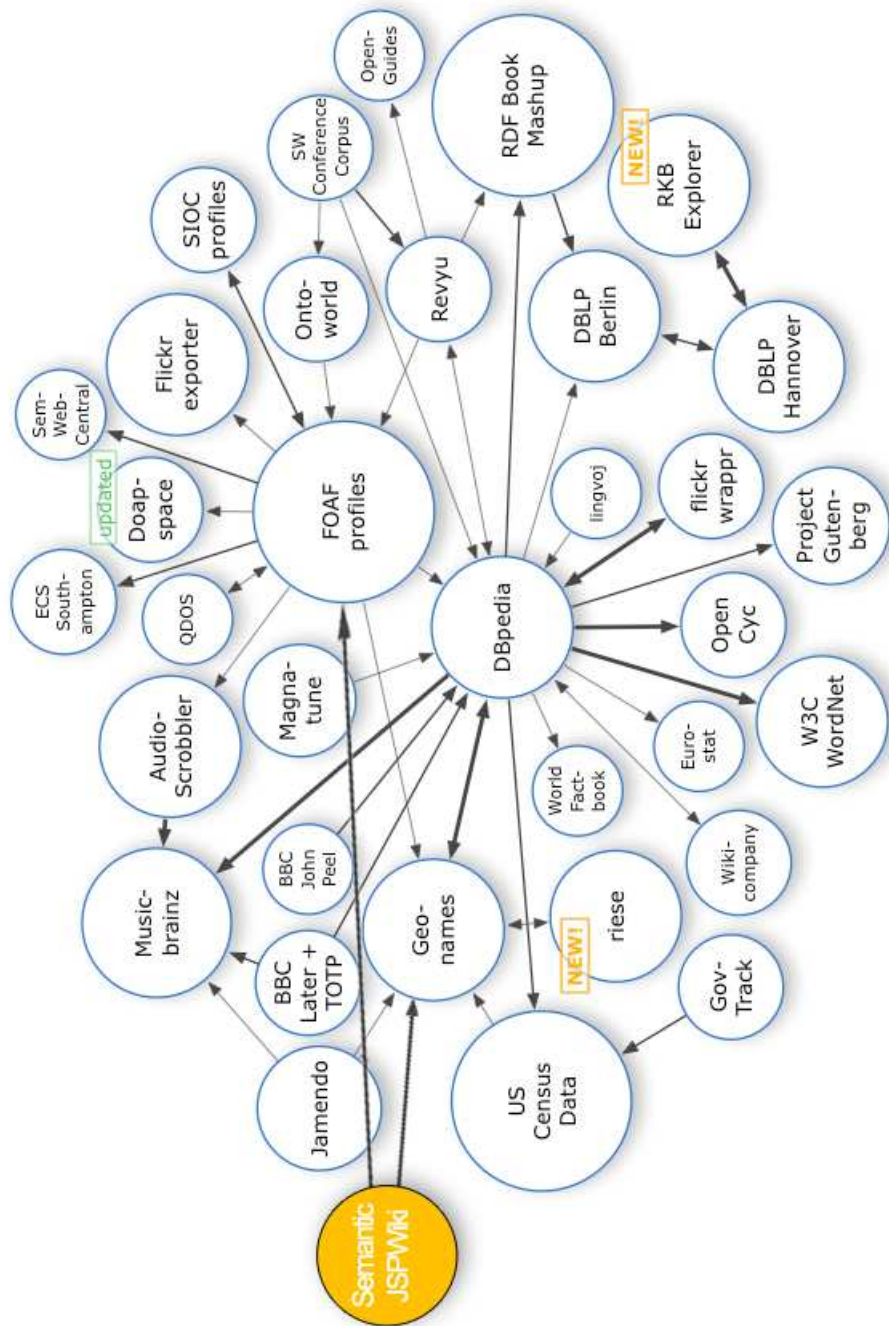 ECS
South-
ampton
updated
Doap-
space
Sem-
Web-
Central
Flickr
exporter
SIOC
profiles
SW
Conference
Corpus
Open-
Guides
QDOS
Onto-
world
Audio-
Scrobbler
FOAF
profiles
Revyu
RDF Book
Mashup
Music-
brainz
Magna-
tune
BBC
John
Peel
BBC
Later +
TOTP
DBpedia
DBLP
Berlin
NEW!
RKB
Explorer
Jamendo
Geo-
names
lingvoj
DBLP
Hannover
Semantic
JSPWiki
World
Fact-
book
Euro-
stat
Open
Cyc
flickr
wrappr
US
Census
Data
NEW!
riese
Wiki-
company
W3C
WordNet
Project
Guten-
berg
Gov-
Track